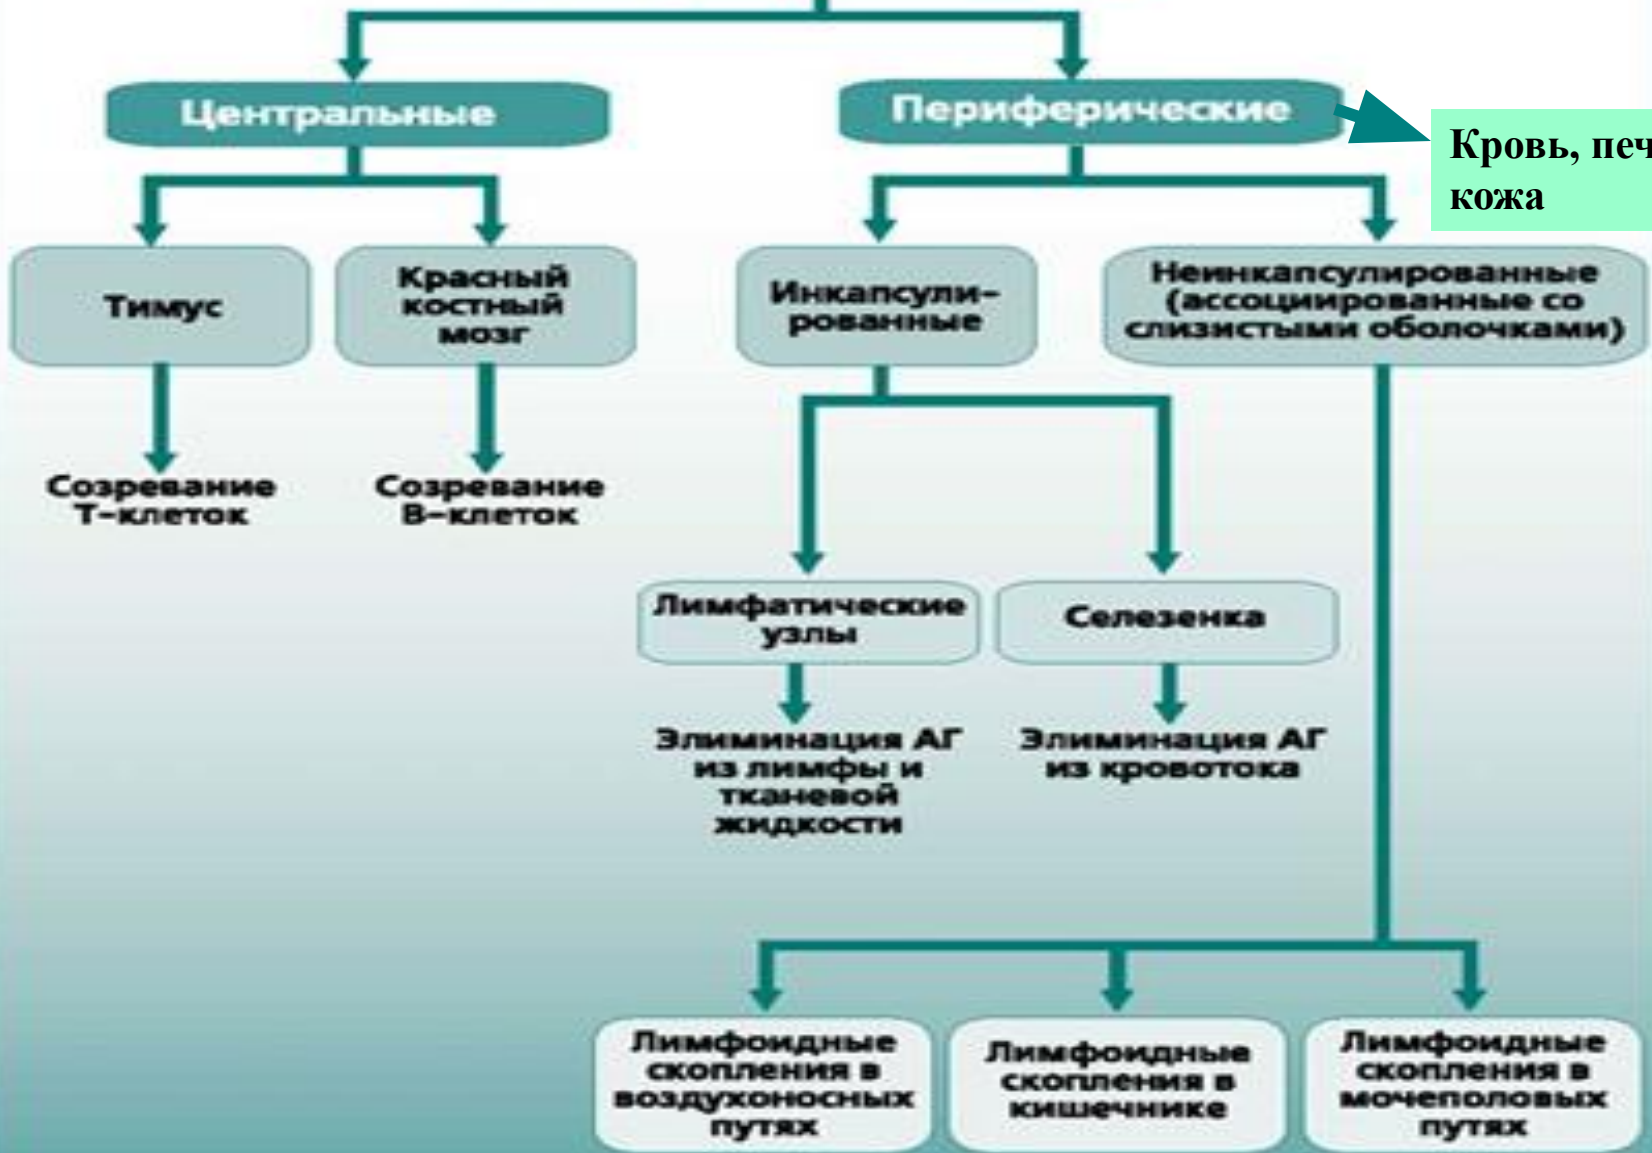 Центральные
Периферические
Кровь,
кожа
Тимус
Красный
костный
мозг
Инкапсули-
рованные
Неинкапсулированные
(ассоциированные со
слизистыми оболочками)
Созревание
Т-клеток
Созревание
В-клеток
Лимфатические
узлы
Селезенка
Элиминация АГ
из лимфы и
тканевой
жидкости
Элиминация АГ
из кровотока
Лимфоидные
скопления в
воздухоносных
путях
Лимфоидные
скопления в
кишечнике
Лимфоидные
скопления в
мочеполовых
путях